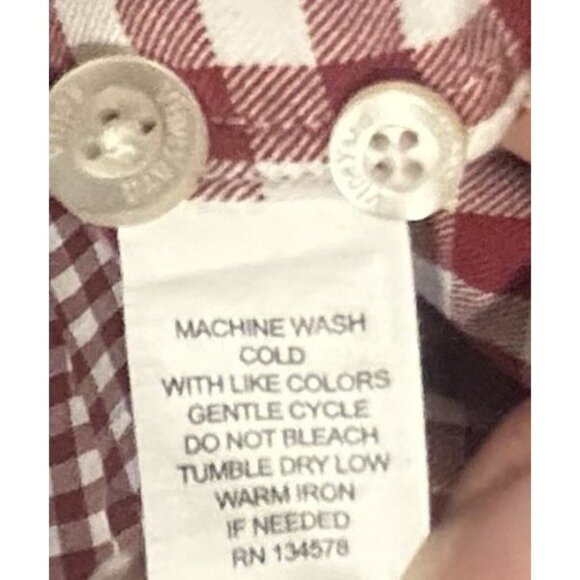 MACHINE WASH
COLD
WITH LIKE COLORS
GENTLE CYCLE
DO NOT BLEACH
TUMBLE DRY LOW
WARM IRON
IF NEEDED
RN 134578